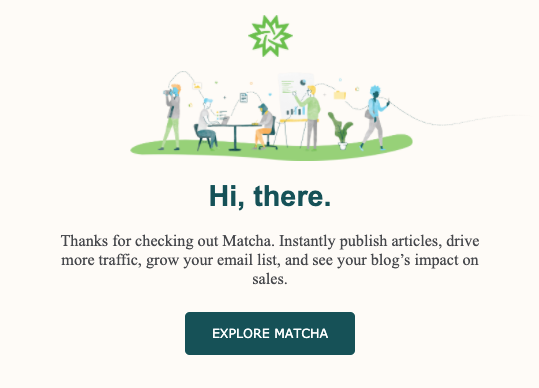 Hi, there.
Thanks for checking out Matcha. Instantly publish articles, drive
more traffic, grow your email list, and see your blog’s impact on
sales.
EXPLORE MATCHA